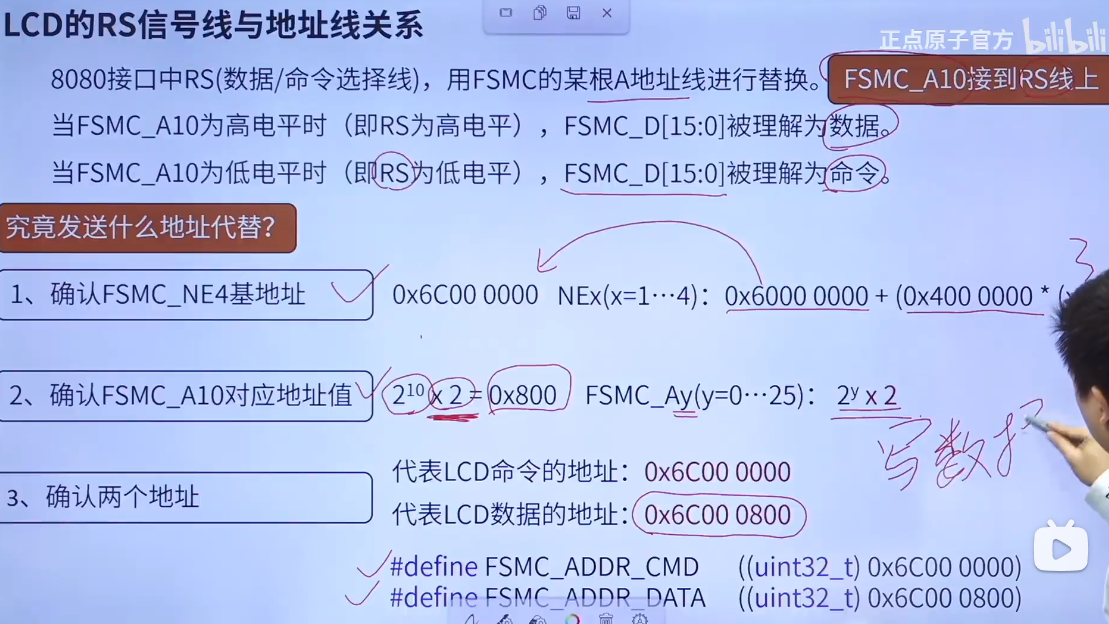 LCD的RS信号线与地址线关系
正点原子官方 bilibili
8080接口中RS(数据/命令选择线)，用FSMC的某根A地址线进行替换。
FSMC_A10接到RS线上
当FSMC_A10为高电平时（即RS为高电平），FSMC_D[15:0]被理解为数据。
当FSMC_A10为低电平时（即RS为低电平），FSMC_D[15:0]被理解为命令。
究竟发送什么地址代替？
3
1、确认FSMC_NE4基地址
0x6C00 0000 NEx(x=1…4)：0x6000 0000 + (0x400 0000 *
2、确认FSMC_A10对应地址值
2¹⁰ x 2 = 0x800 FSMC_Ay(y=0…25)：2ʸ x 2
写数
3、确认两个地址
代表LCD命令的地址：0x6C00 0000
代表LCD数据的地址：0x6C00 0800
#define FSMC_ADDR_CMD ((uint32_t) 0x6C00 0000)
#define FSMC_ADDR_DATA ((uint32_t) 0x6C00 0800)